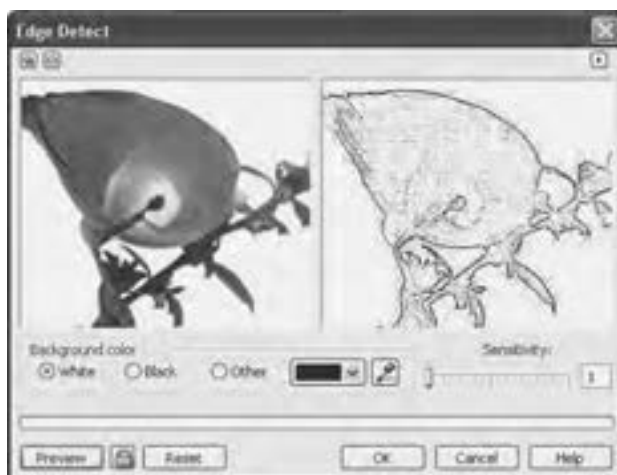 Edge Detect
Background color
White Black Other
Sensitivity:
1
Preview Reset OK Cancel Help